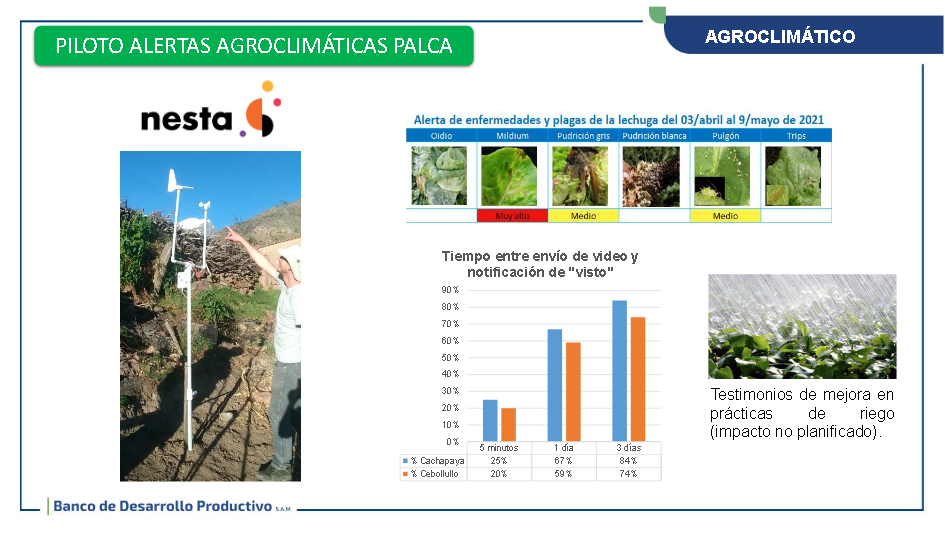 PILOTO ALERTAS AGROCLIMÁTICAS PALCA
AGROCLIMÁTICO
nesta
Alerta de enfermedades y plagas de la lechuga del 03/abril al 9/mayo de 2021
Oidio Mildium Pudrición gris Pudrición blanca Pulgón Trips
Muy alto Medio Medio
Tiempo entre envío de video y
notificación de "visto"
90%
80%
70%
60%
50%
40%
30%
20%
10%
0%
5 minutos 1 día 3 días
% Cachapaya 25% 67% 84%
% Cebollullo 20% 59% 74%
Testimonios de mejora en
prácticas de riego
(impacto no planificado).
Banco de Desarrollo Productivo S.A.M.